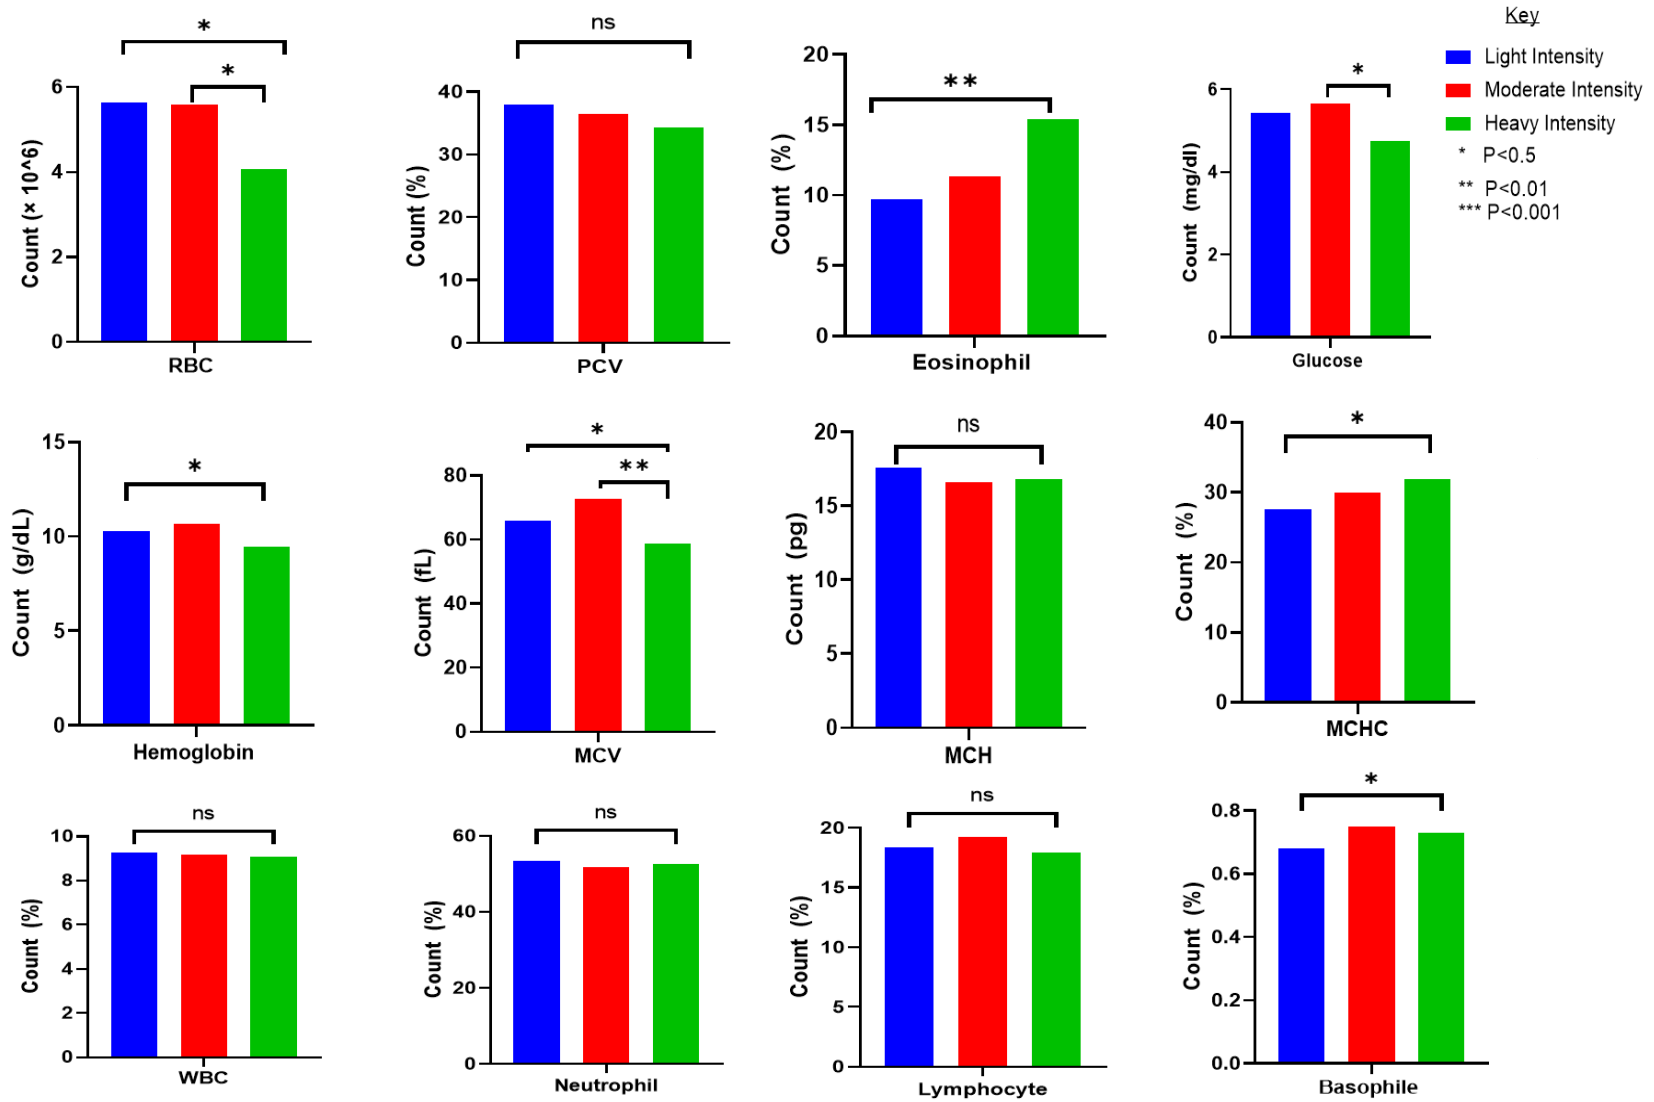 *
*
6
4
2
0
Count (× 10^6)
RBC
ns
40
30
20
10
0
Count (%)
PCV
**
20
15
10
5
0
Count (%)
Eosinophil
*
6
4
2
0
Count (mg/dl)
Glucose
Key
Light Intensity
Moderate Intensity
Heavy Intensity
* P<0.5
** P<0.01
*** P<0.001
*
15
10
5
0
Count (g/dL)
Hemoglobin
*
**
80
60
40
20
0
Count (fL)
MCV
ns
20
15
10
5
0
Count (pg)
MCH
*
40
30
20
10
0
Count (%)
MCHC
ns
10
8
6
4
2
0
Count (%)
WBC
ns
60
40
20
0
Count (%)
Neutrophil
ns
20
15
10
5
0
Count (%)
Lymphocyte
*
0.8
0.6
0.4
0.2
0.0
Count (%)
Basophile